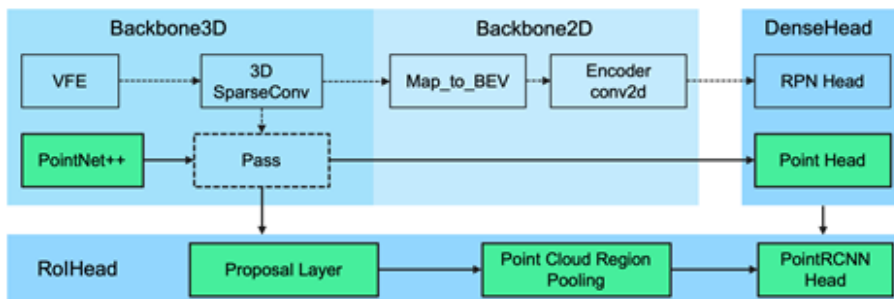 Backbone3D
Backbone2D
DenseHead
VFE
3D
SparseConv
Map_to_BEV
Encoder
conv2d
RPN Head
PointNet++
Pass
Point Head
RoIHead
Proposal Layer
Point Cloud Region
Pooling
PointRCNN
Head